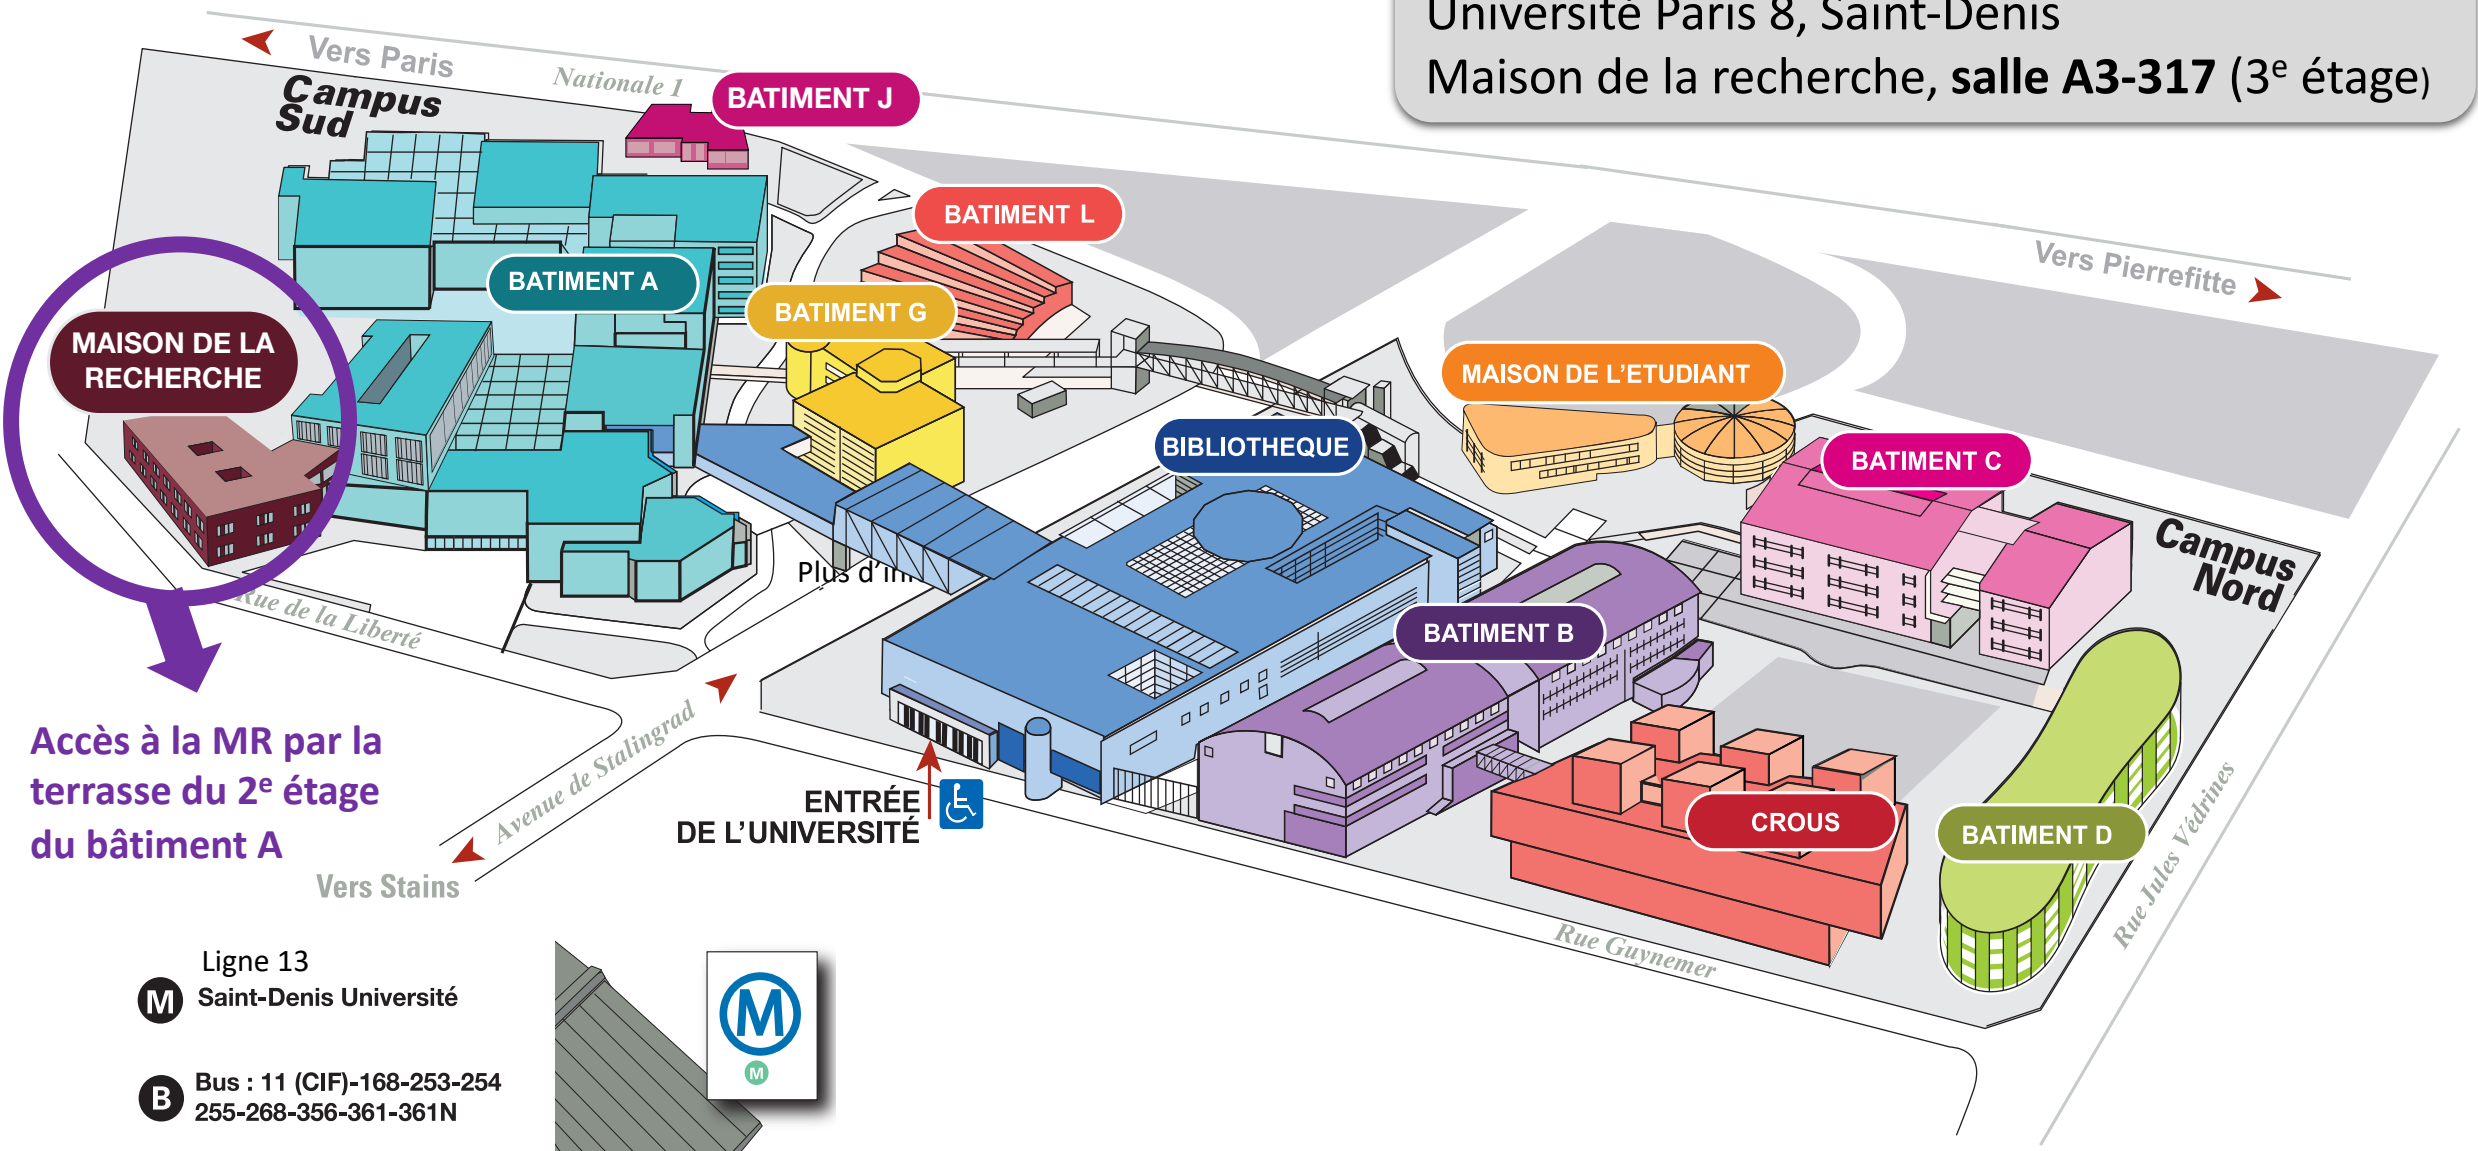 Université Paris 8, Saint-Denis
Maison de la recherche, salle A3-317 (3e étage)
Vers Paris
Nationale 1
Campus
Sud
BATIMENT J
BATIMENT L
BATIMENT A
BATIMENT G
Vers Pierrefitte
MAISON DE LA
RECHERCHE
MAISON DE L'ETUDIANT
BIBLIOTHEQUE
BATIMENT C
Campus
Nord
Plus d'in
Rue de la Liberté
BATIMENT B
Accès à la MR par la
terrasse du 2e étage
du bâtiment A
Avenue de Stalingrad
ENTRÉE
DE L'UNIVERSITÉ
CROUS
BATIMENT D
Rue Jules Védrines
Vers Stains
Rue Guynemer
Ligne 13
M Saint-Denis Université
B Bus : 11 (CIF)-168-253-254
255-268-356-361-361N
M
M